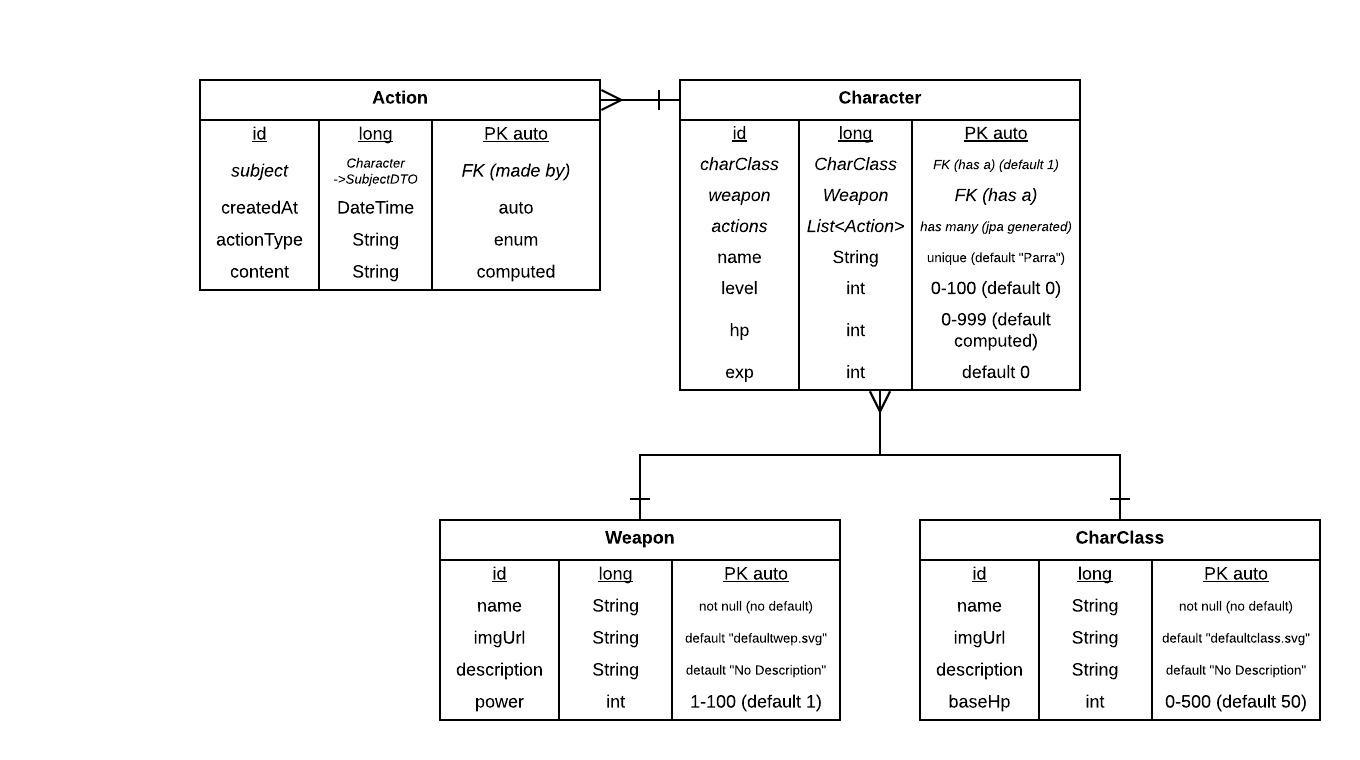 Action
id long PK auto
subject Character
->SubjectDTO FK (made by)
createdAt DateTime auto
actionType String enum
content String computed
Character
id long PK auto
charClass CharClass FK (has a) (default 1)
weapon Weapon FK (has a)
actions List<Action> has many (jpa generated)
name String unique (default "Parra")
level int 0-100 (default 0)
hp int 0-999 (default
computed)
exp int default 0
Weapon
id long PK auto
name String not null (no default)
imgUrl String default "defaultwep.svg"
description String detault "No Description"
power int 1-100 (default 1)
CharClass
id long PK auto
name String not null (no default)
imgUrl String default "defaultclass.svg"
description String default "No Description"
baseHp int 0-500 (default 50)